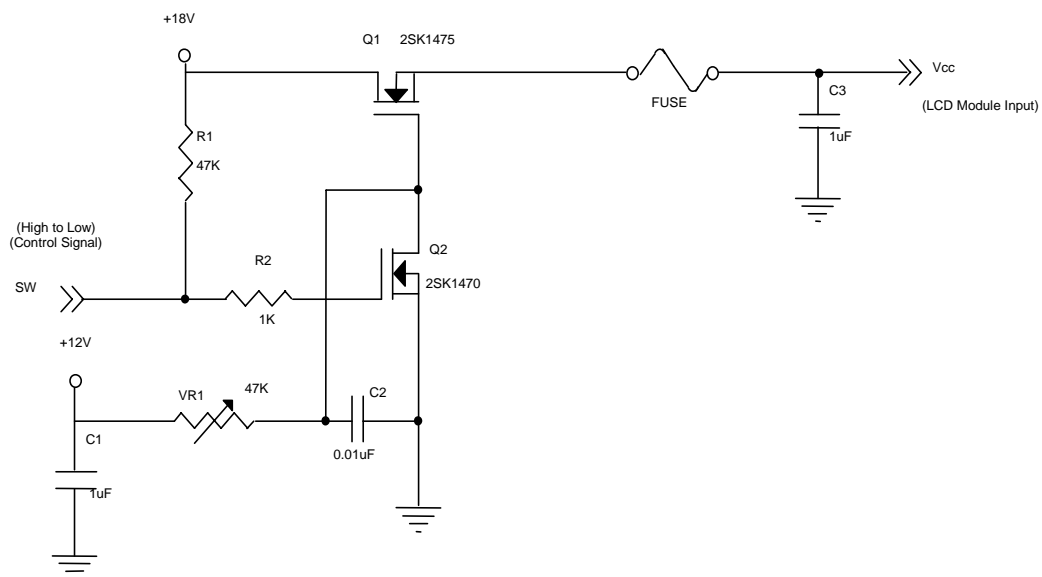 +18V
Q1 2SK1475
Vcc
FUSE
C3
(LCD Module Input)
R1
47K
1uF
(High to Low)
(Control Signal)
Q2
R2
SW
2SK1470
1K
+12V
VR1
47K
C2
C1
0.01uF
1uF